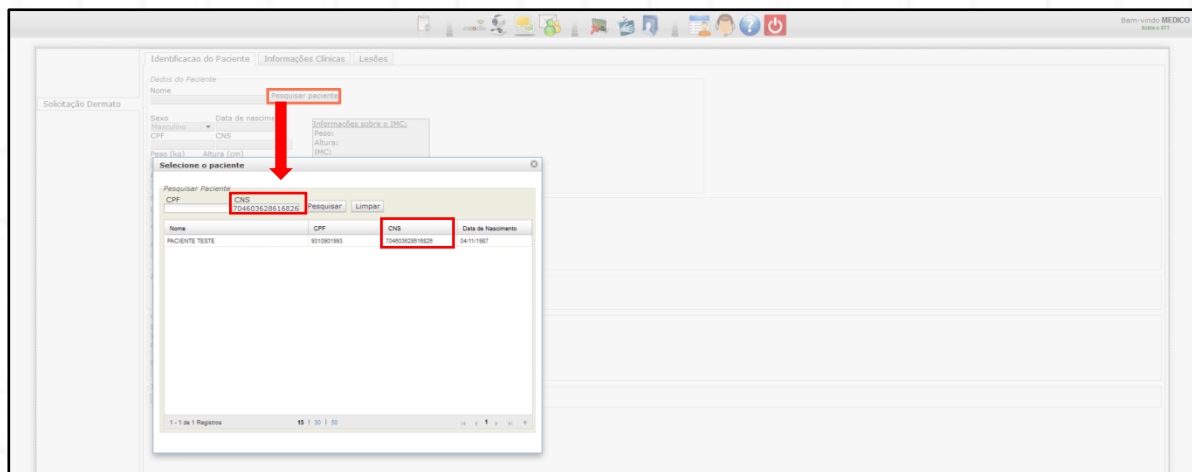 Bem-vindo MEDICO
Sobre o STT
Identificacao do Paciente Informações Clinicas Lesões
Dados do Paciente
Nome
Pesquisar paciente
Solicitação Dermato
Sexo Data de nascime
Masculino
CPF CNS
Informações sobre o IMC:
Peso:
Altura:
IMC:
Peso (kg) Altura (cm)
Selecione o paciente
Pesquisar Paciente
CPF CNS
704603628616826 Pesquisar Limpar
Nome CPF CNS Data de Nascimento
PACIENTE TESTE 9310901993 704603628616826 04/11/1987
1 - 1 de 1 Registros 15 | 30 | 50 1